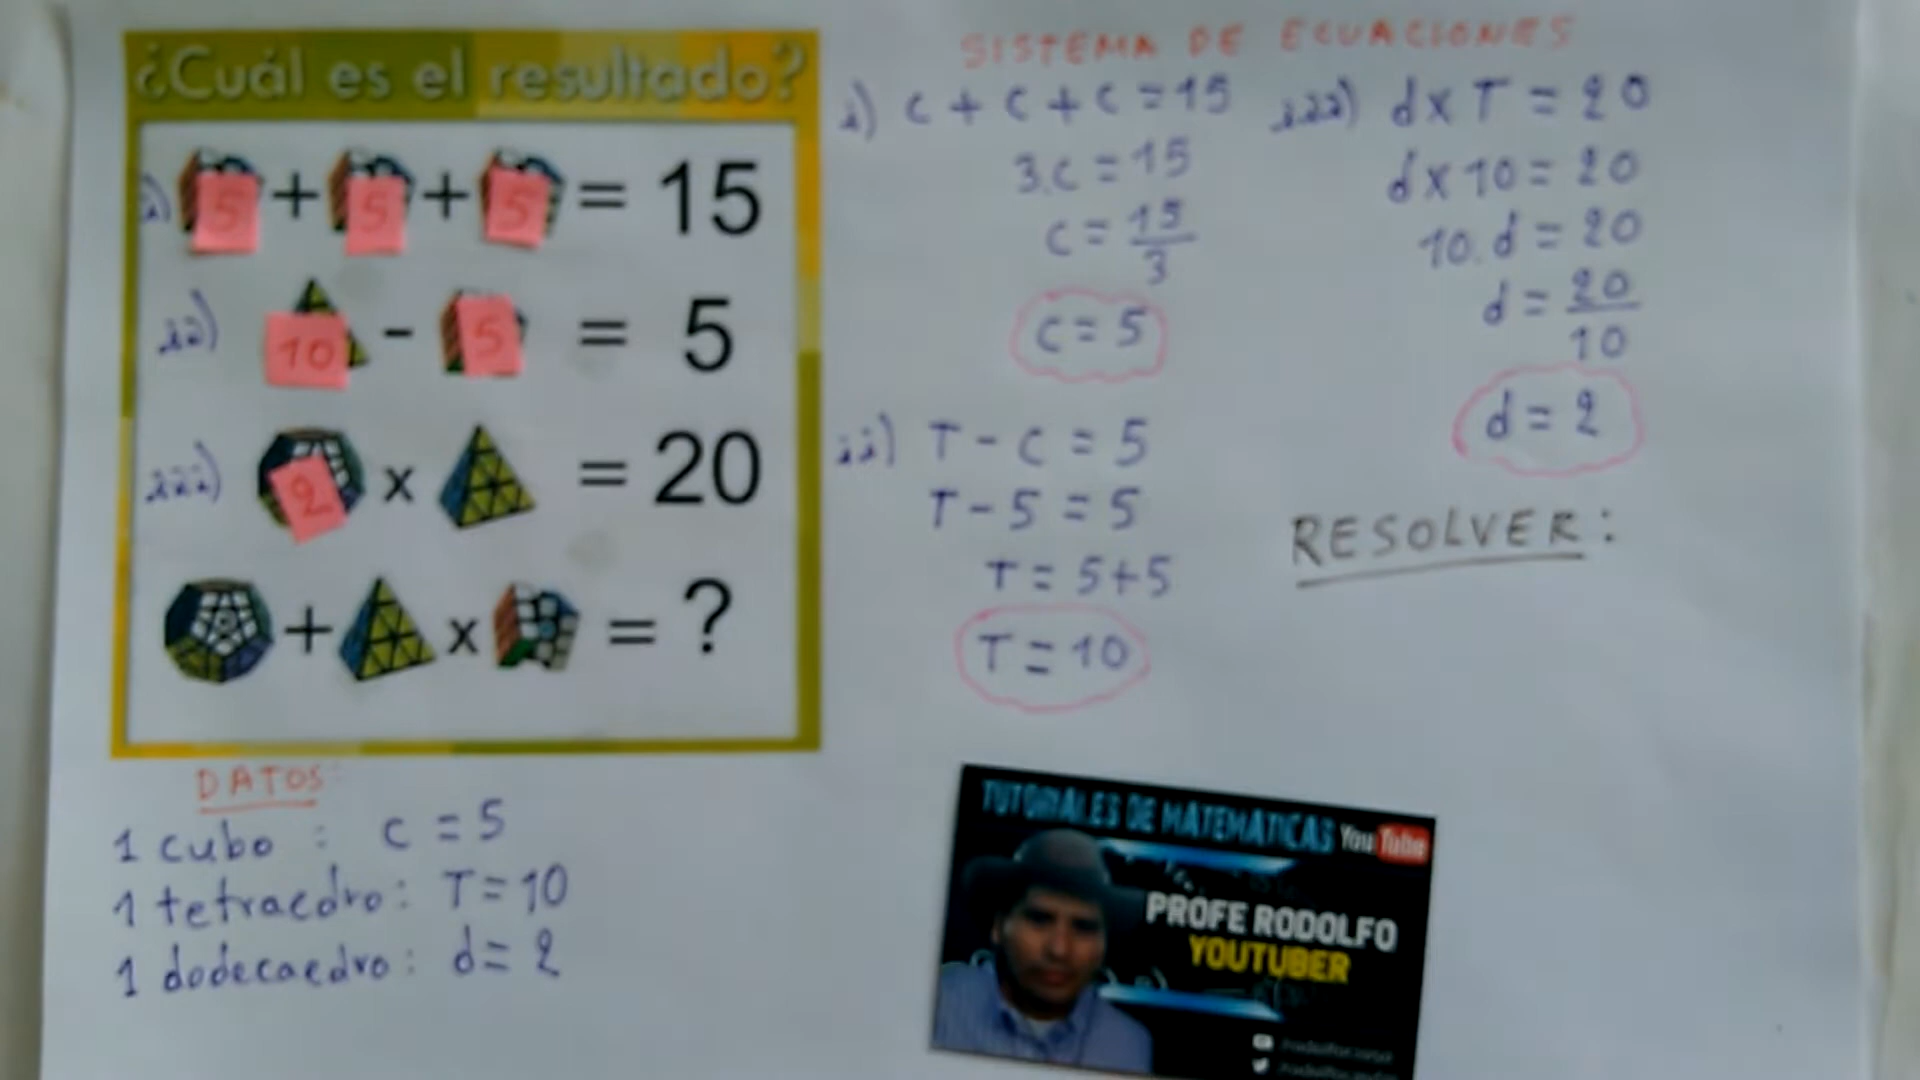 ¿Cuál es el resultado?
i) 5 + 5 + 5 = 15
ii) 10 - 5 = 5
iii) 2 x = 20
+ x = ?
DATOS:
1 cubo : c = 5
1 tetraedro : T = 10
1 dodecaedro : d = 2
SISTEMA DE ECUACIONES
i) c + c + c = 15
3.c = 15
c = 15/3
c = 5
ii) T - c = 5
T - 5 = 5
T = 5+5
T = 10
iii) d x T = 20
d x 10 = 20
10.d = 20
d = 20/10
d = 2
RESOLVER:
TUTORIALES DE MATEMATICAS YouTube
PROFE RODOLFO
YOUTUBER